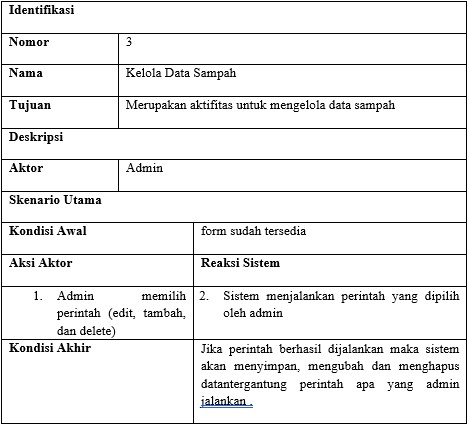 Identifikasi
Nomor 3
Nama Kelola Data Sampah
Tujuan Merupakan aktifitas untuk mengelola data sampah
Deskripsi
Aktor Admin
Skenario Utama
Kondisi Awal form sudah tersedia
Aksi Aktor Reaksi Sistem
1. Admin memilih
perintah (edit, tambah,
dan delete)
2. Sistem menjalankan perintah yang dipilih
oleh admin
Kondisi Akhir Jika perintah berhasil dijalankan maka sistem
akan menyimpan, mengubah dan menghapus
datantergantung perintah apa yang admin
jalankan .